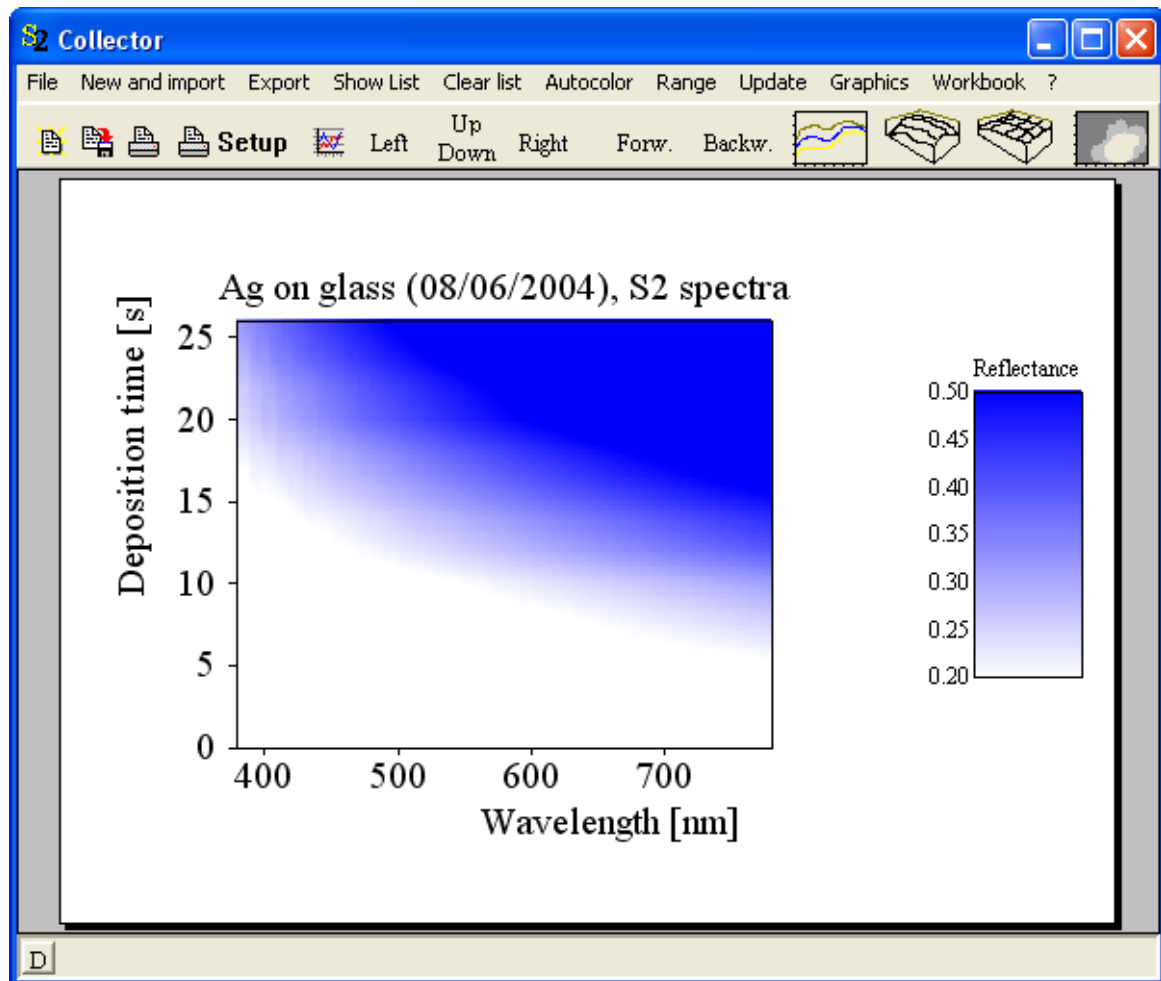 S2 Collector
File New and import Export Show List Clear list Autocolor Range Update Graphics Workbook ?
Setup Left Up Down Right Forw. Backw.
Ag on glass (08/06/2004), S2 spectra
Deposition time [s]
25
20
15
10
5
0
400 500 600 700
Wavelength [nm]
Reflectance
0.50
0.45
0.40
0.35
0.30
0.25
0.20
D